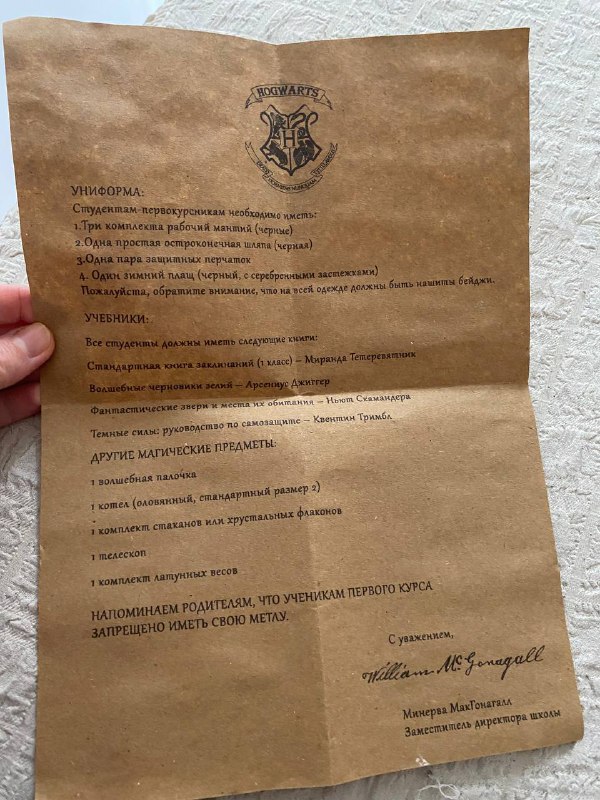 HOGWARTS
H
УНИФОРМА:
Студентам-первокурсникам необходимо иметь:
1.Три комплекта рабочий мантий (черные)
2.Одна простая остроконечная шляпа (черная)
3.Одна пара защитных перчаток
4. Один зимний плащ (черный, с серебренными застежками)
Пожалуйста, обратите внимание, что на всей одежде должны быть нашиты бейджи.
УЧЕБНИКИ:
Все студенты должны иметь следующие книги:
Стандартная книга заклинаний (1 класс) – Миранда Тетеревятник
Волшебные черновики зелий – Арсениус Джиггер
Фантастические звери и места их обитания – Ньют Скамандера
Темные силы: руководство по самозащите – Квентин Тримбл
ДРУГИЕ МАГИЧЕСКИЕ ПРЕДМЕТЫ:
1 волшебная палочка
1 котел (оловянный, стандартный размер 2)
1 комплект стаканов или хрустальных флаконов
1 телескоп
1 комплект латунных весов
НАПОМИНАЕМ РОДИТЕЛЯМ, ЧТО УЧЕНИКАМ ПЕРВОГО КУРСА
ЗАПРЕЩЕНО ИМЕТЬ СВОЮ МЕТЛУ.
С уважением,
William McGonagall
Минерва МакГонагалл
Заместитель директора школы